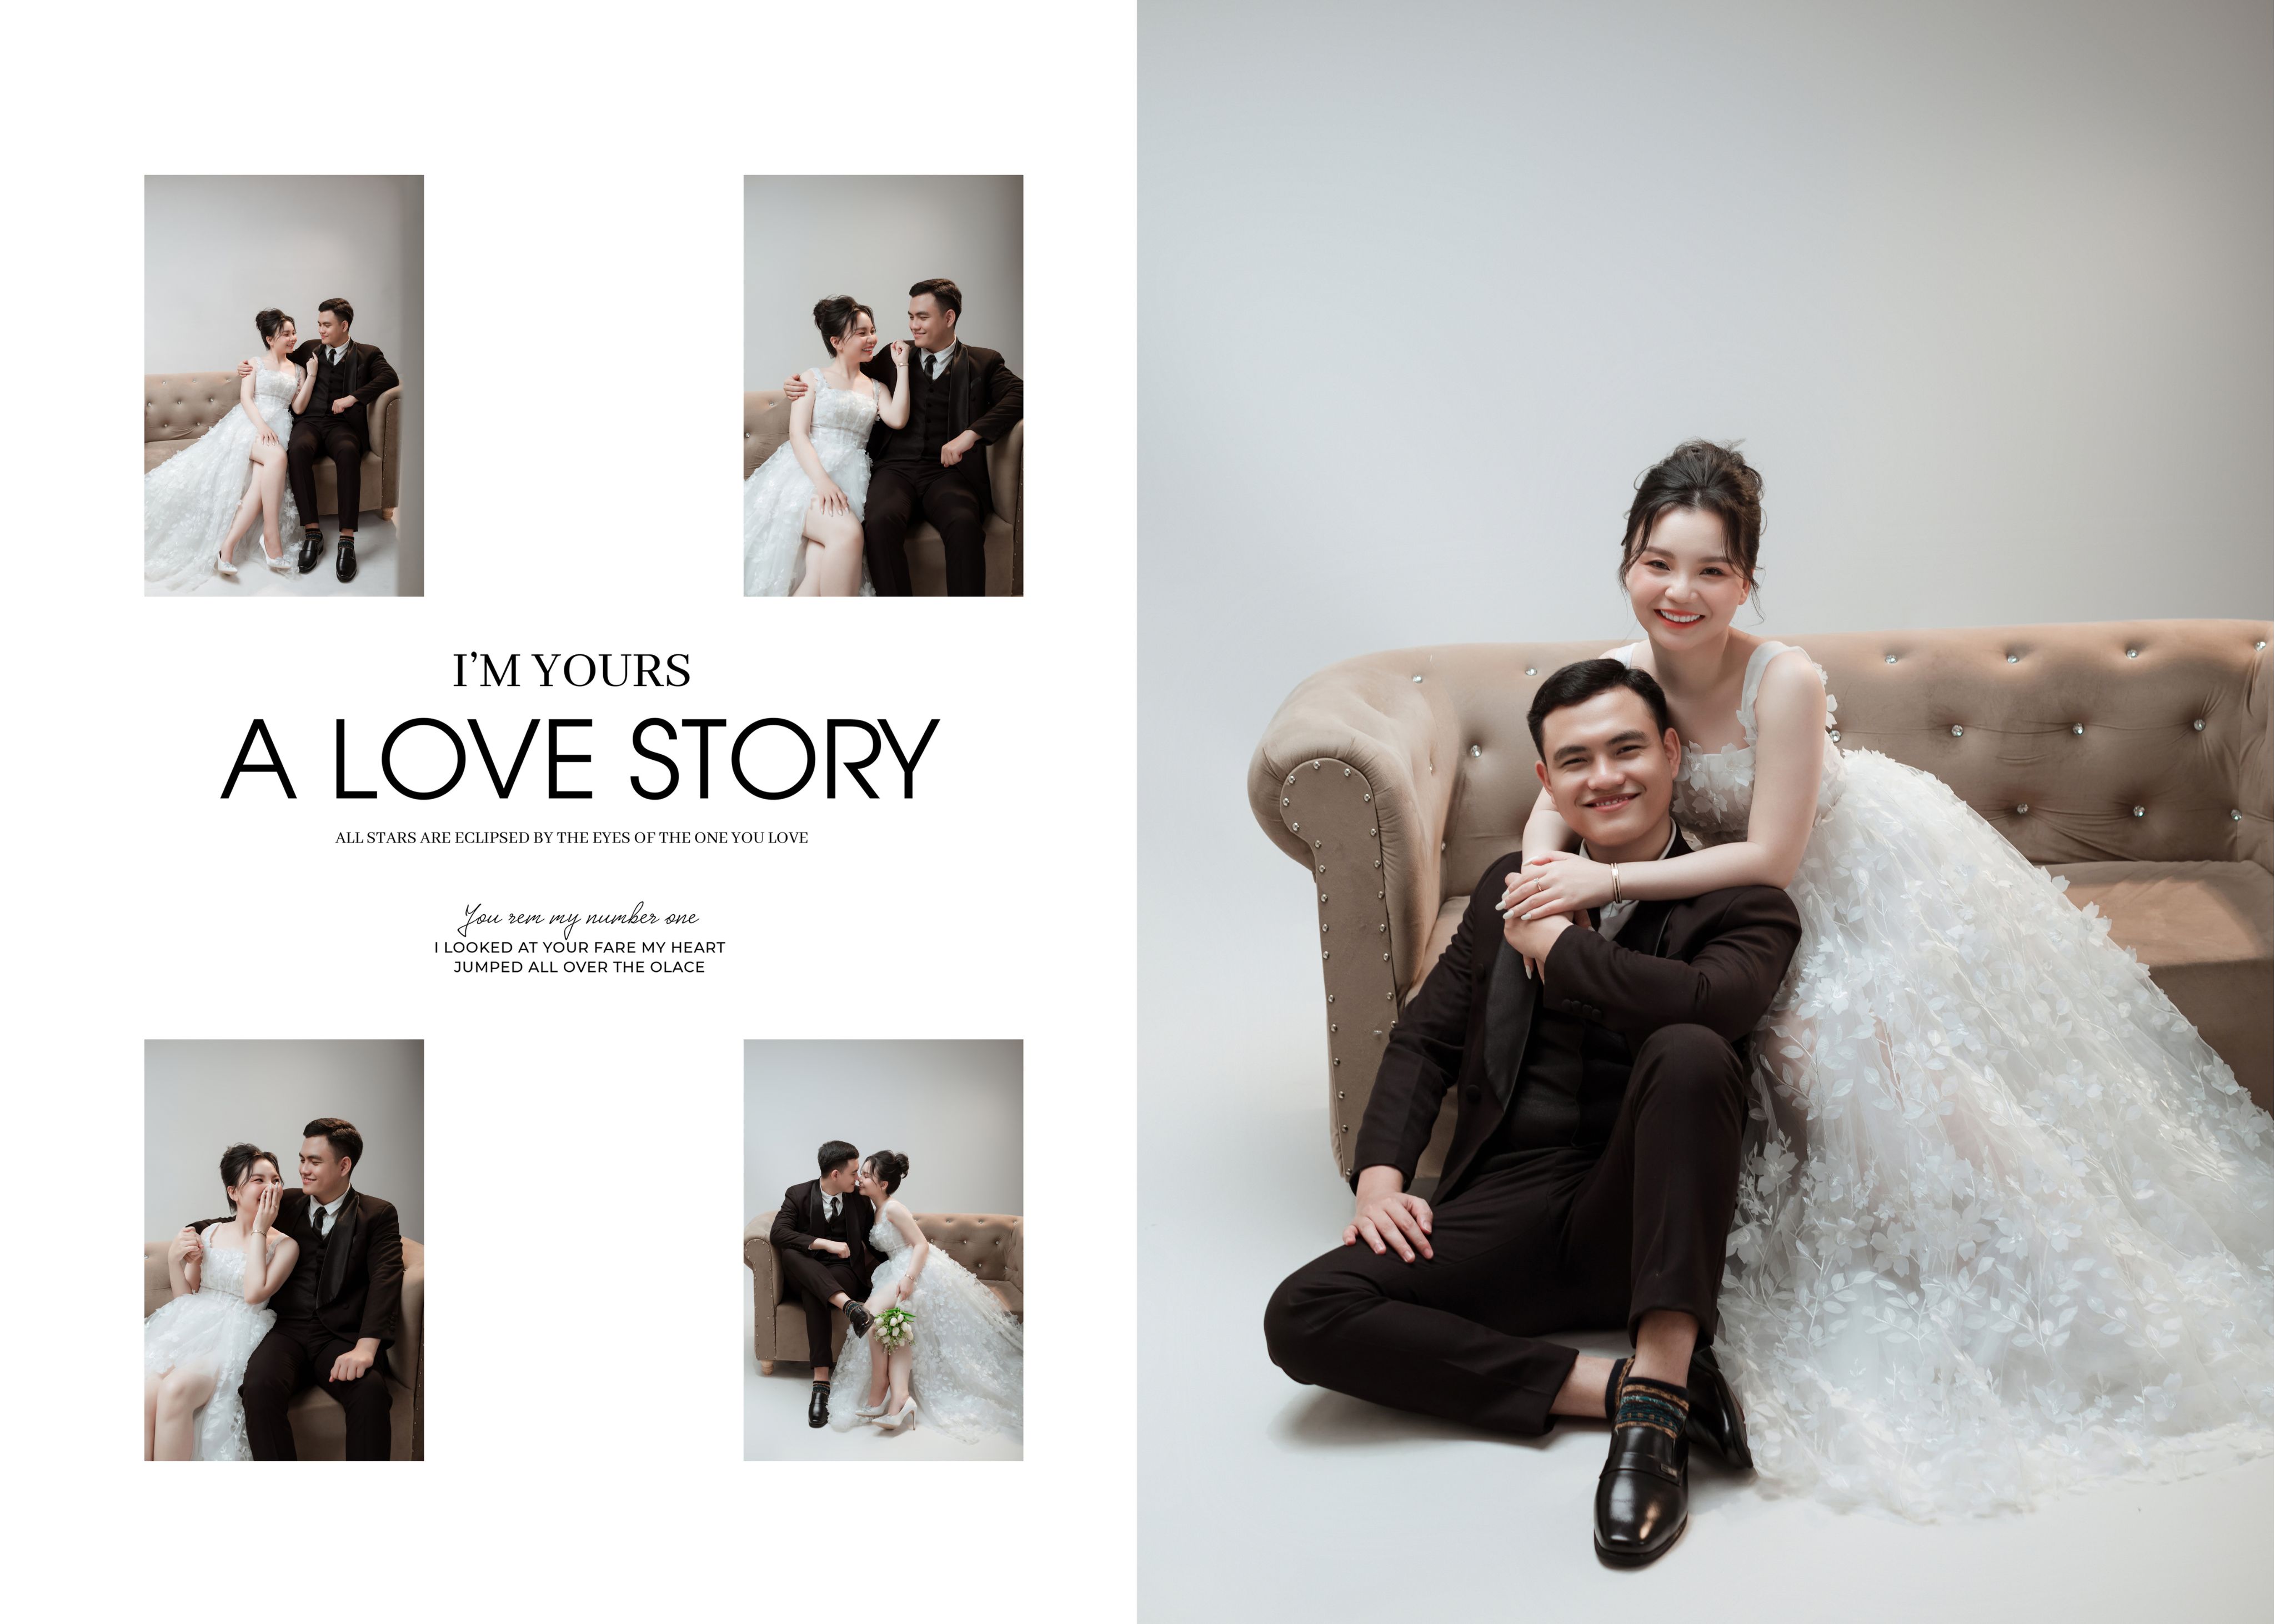 I’M YOURS
A LOVE STORY
ALL STARS ARE ECLIPSED BY THE EYES OF THE ONE YOU LOVE
You rem my number one
I LOOKED AT YOUR FARE MY HEART
JUMPED ALL OVER THE OLACE